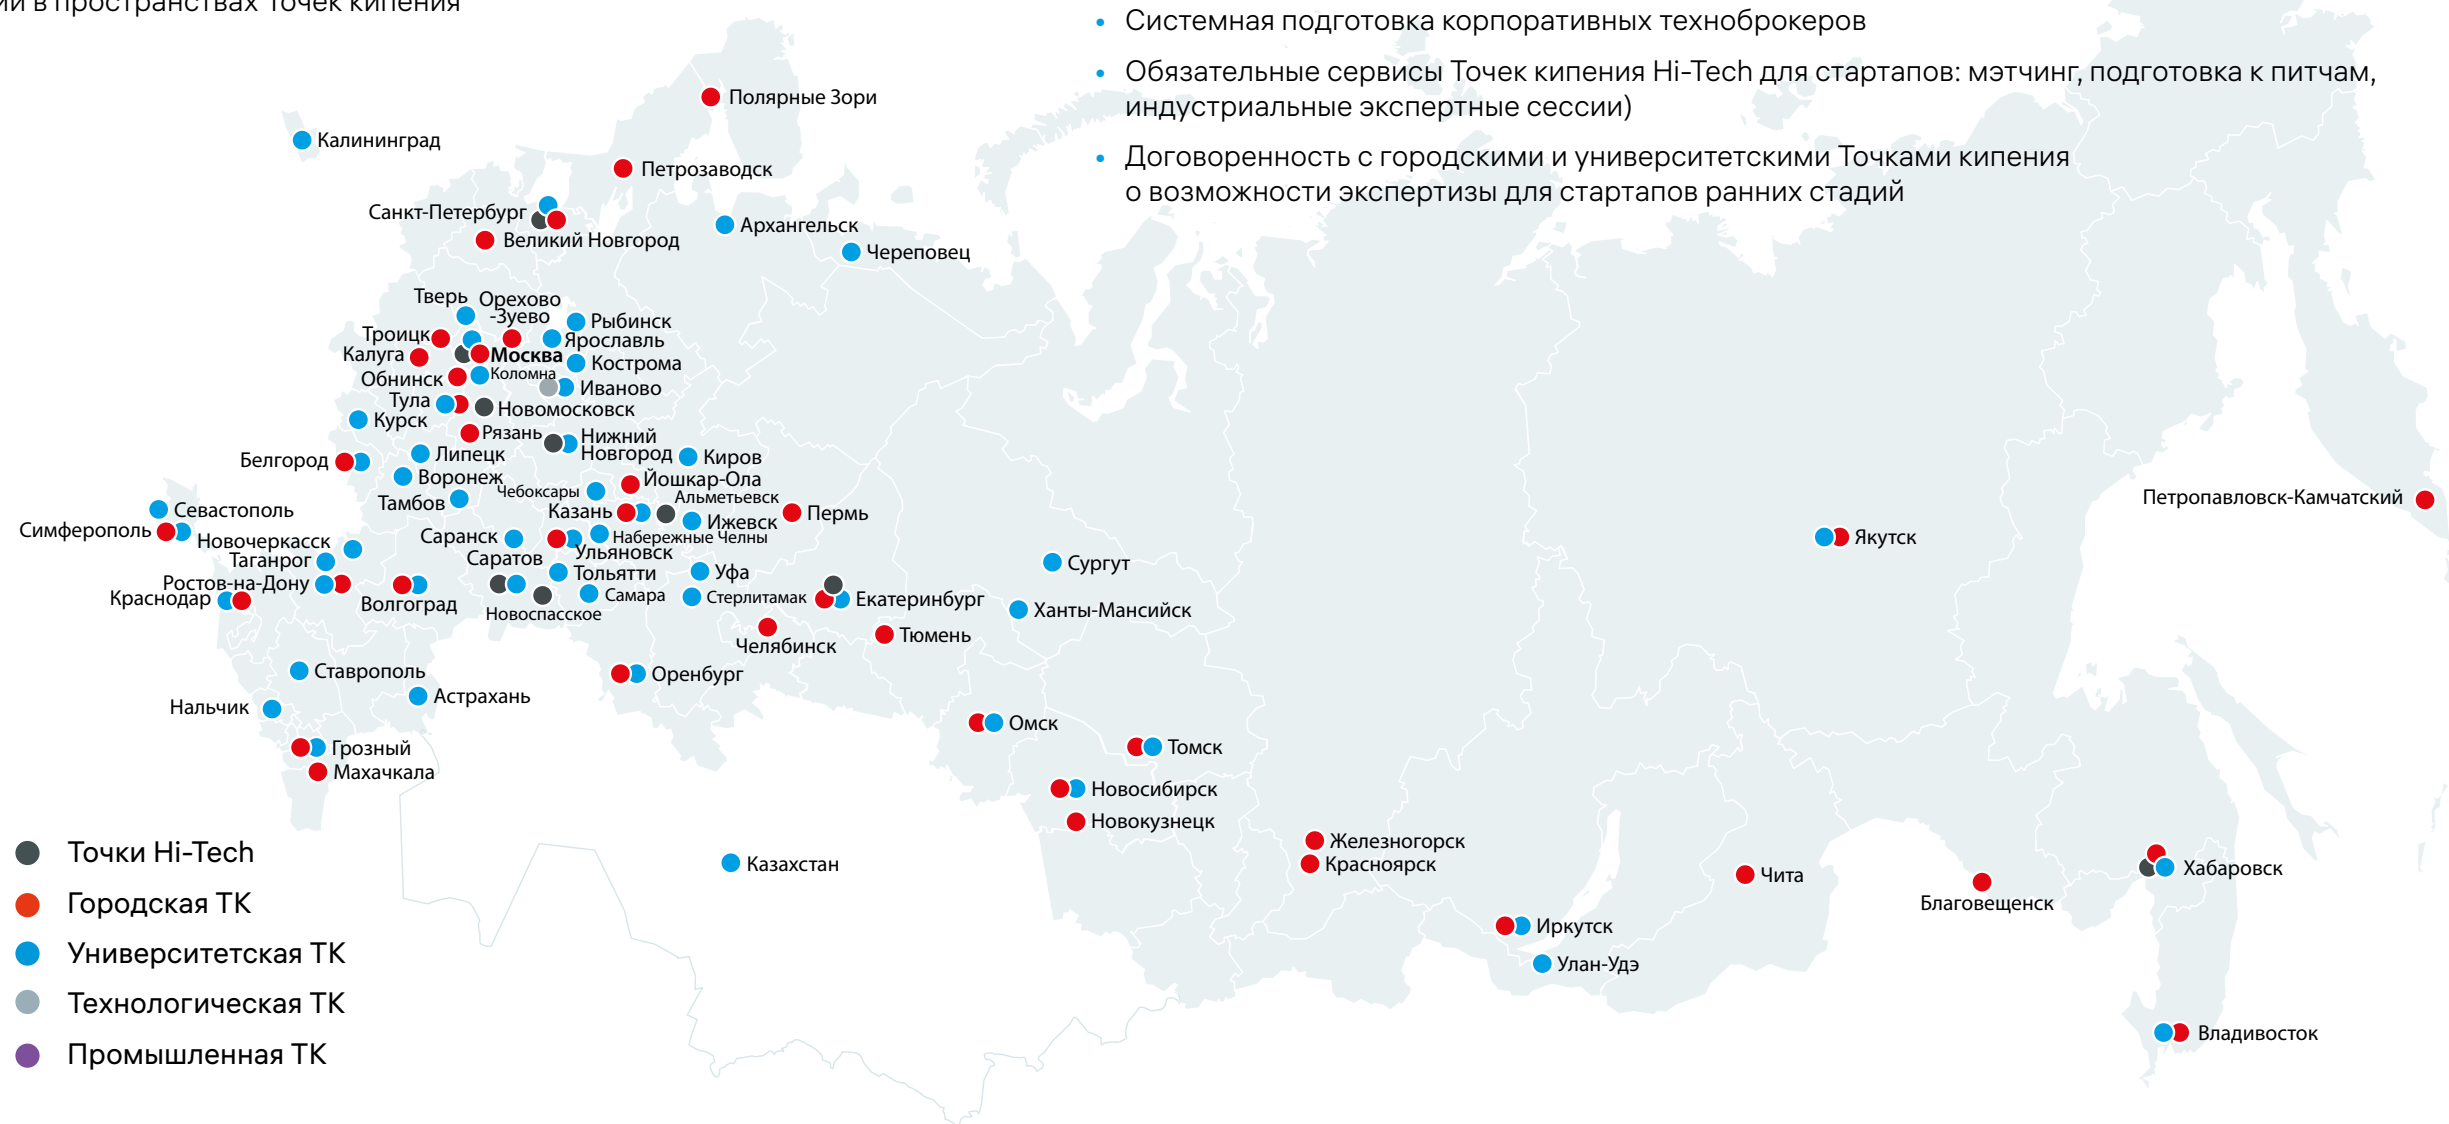 ии в пространствах Точек кипения
• Системная подготовка корпоративных техноброкеров
• Обязательные сервисы Точек кипения Hi-Tech для стартапов: мэтчинг, подготовка к питчам,
индустриальные экспертные сессии)
• Договоренность с городскими и университетскими Точками кипения
о возможности экспертизы для стартапов ранних стадий
Полярные Зори
Калининград
Петрозаводск
Санкт-Петербург
Великий Новгород
Архангельск
Череповец
Тверь
Орехово
-Зуево
Рыбинск
Троицк
Ярославль
Калуга
Москва
Кострома
Обнинск
Коломна
Иваново
Тула
Новомосковск
Курск
Рязань
Нижний
Новгород
Белгород
Липецк
Киров
Воронеж
Йошкар-Ола
Чебоксары
Альметьевск
Тамбов
Казань
Ижевск
Пермь
Севастополь
Симферополь
Новочеркасск
Саранск
Набережные Челны
Ульяновск
Таганрог
Саратов
Тольятти
Уфа
Ростов-на-Дону
Краснодар
Волгоград
Новоспасское
Самара
Стерлитамак
Екатеринбург
Сургут
Ханты-Мансийск
Челябинск
Тюмень
Ставрополь
Оренбург
Астрахань
Нальчик
Грозный
Махачкала
Омск
Томск
Новосибирск
Новокузнецк
Железногорск
Красноярск
Казахстан
Якутск
Петропавловск-Камчатский
Чита
Благовещенск
Хабаровск
Иркутск
Улан-Удэ
Владивосток
Точки Hi-Tech
Городская ТК
Университетская ТК
Технологическая ТК
Промышленная ТК